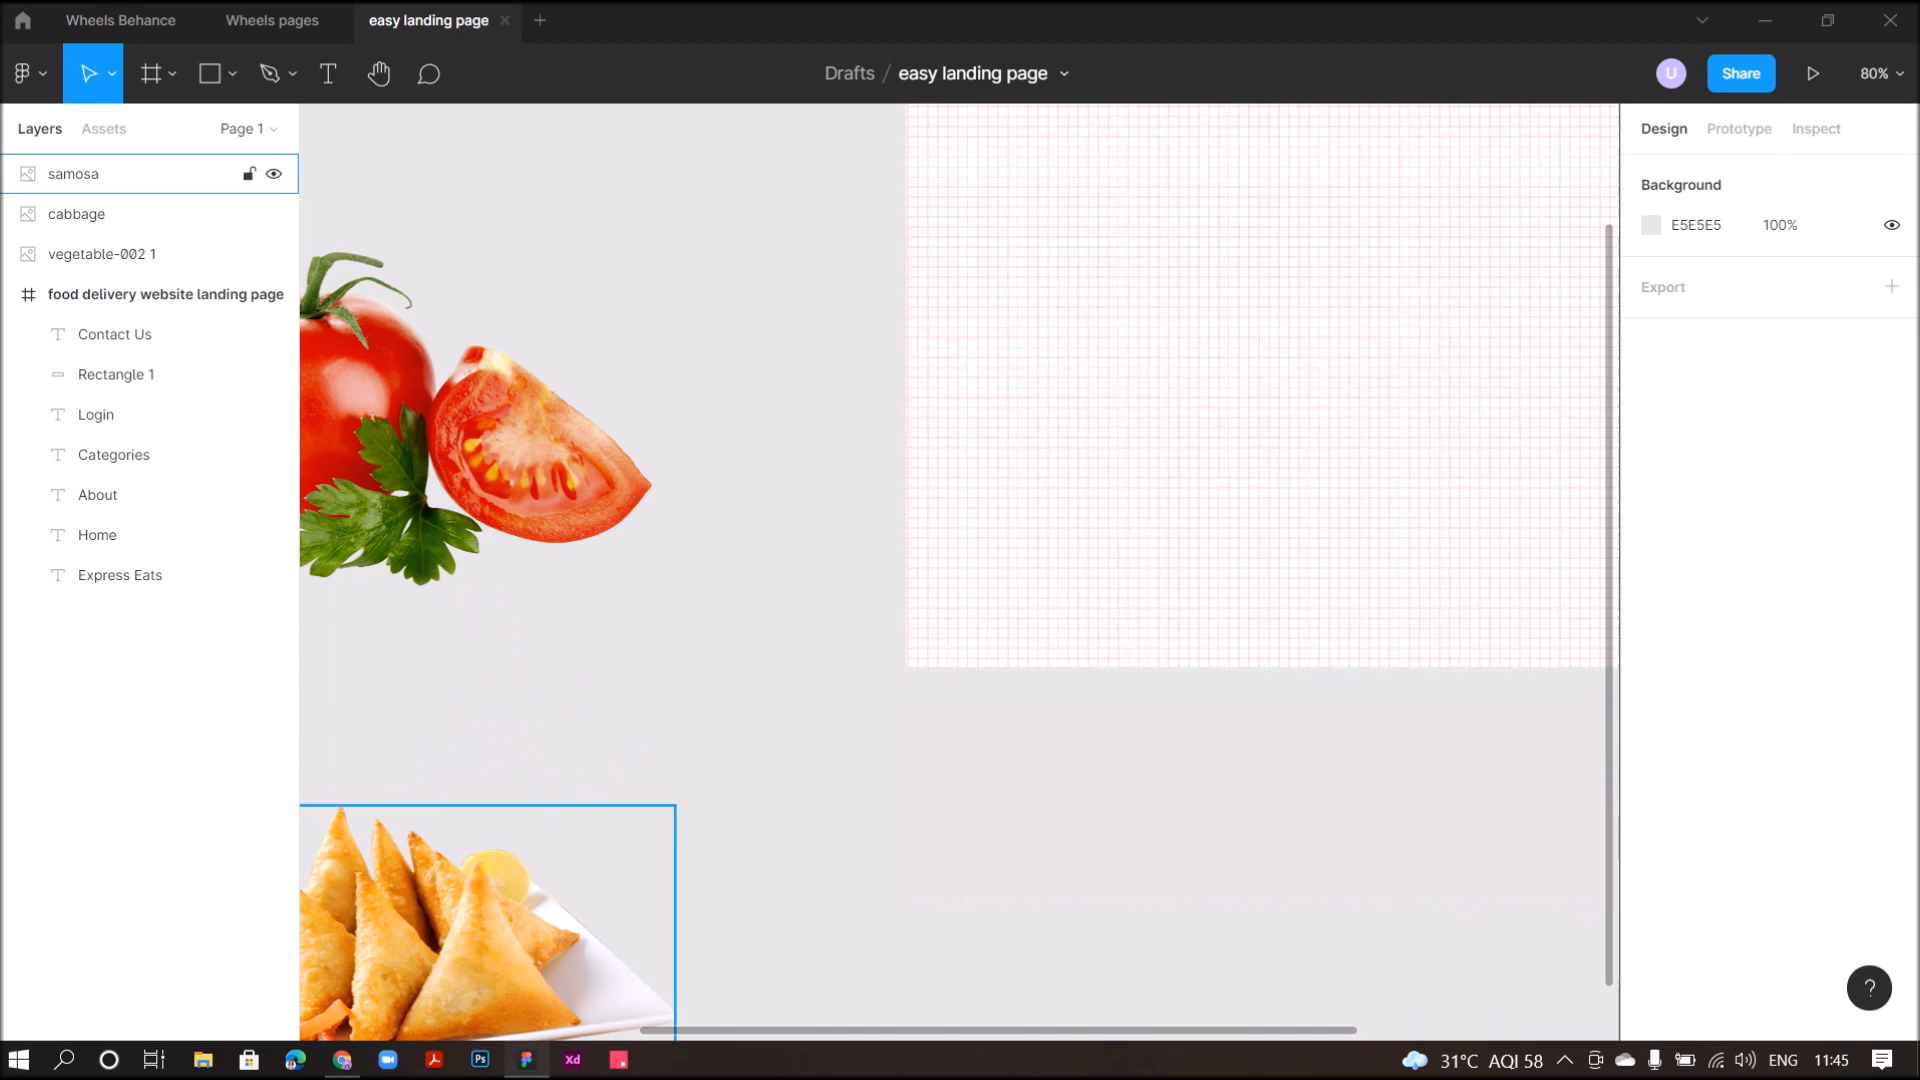 Wheels Behance
Wheels pages
easy landing page
Drafts / easy landing page
U
Share
80%
Layers
Assets
Page 1
samosa
cabbage
vegetable-002 1
food delivery website landing page
Contact Us
Rectangle 1
Login
Categories
About
Home
Express Eats
Design
Prototype
Inspect
Background
E5E5E5
100%
Export
?
Ps
Xd
31°C AQI 58
ENG
11:45